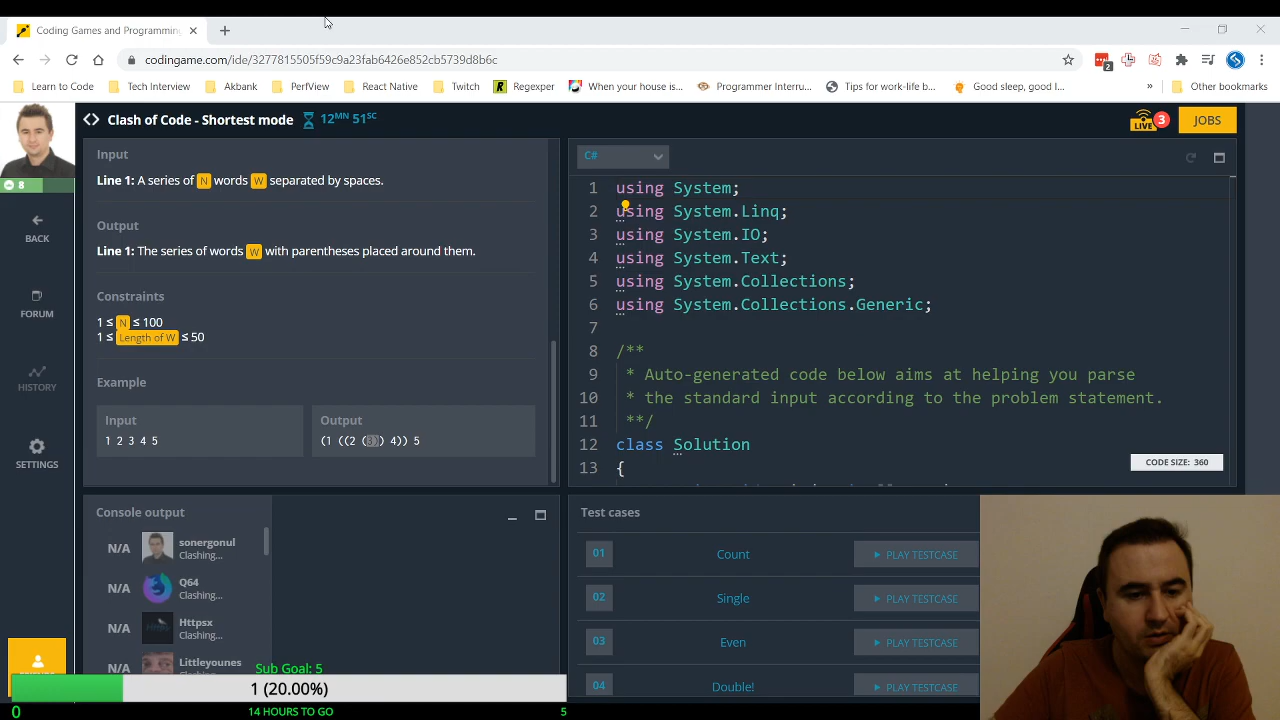 Coding Games and Programming
codingame.com/ide/3277815505f59c9a23fab6426e852cb5739d8b6c
2
Learn to Code
Tech Interview
Akbank
PerfView
React Native
Twitch
Regexper
When your house is...
Programmer Interru...
Tips for work-life b...
Good sleep, good l...
»
Other bookmarks
8
BACK
FORUM
HISTORY
SETTINGS
<> Clash of Code - Shortest mode 12MN 51SC
LIVE 3
JOBS
Input
Line 1: A series of N words W separated by spaces.
Output
Line 1: The series of words W with parentheses placed around them.
Constraints
1 ≤ N ≤ 100
1 ≤ Length of W ≤ 50
Example
Input
1 2 3 4 5
Output
C#
1 using System;
2 using System.Linq;
3 using System.IO;
4 using System.Text;
5 using System.Collections;
6 using System.Collections.Generic;
7
8 /**
9 * Auto-generated code below aims at helping you parse
10 * the standard input according to the problem statement.
11 **/
12 class Solution
13 {
CODE SIZE: 360
Console output
N/A sonergonul
Clashing...
N/A Q64
Clashing...
N/A Httpsx
Clashing...
N/A Littleyounes
Clashing...
Test cases
01 Count PLAY TESTCASE
02 Single PLAY TESTCASE
03 Even PLAY TESTCASE
04 Double! PLAY TESTCASE
Sub Goal: 5
1 (20.00%)
0 14 HOURS TO GO 5